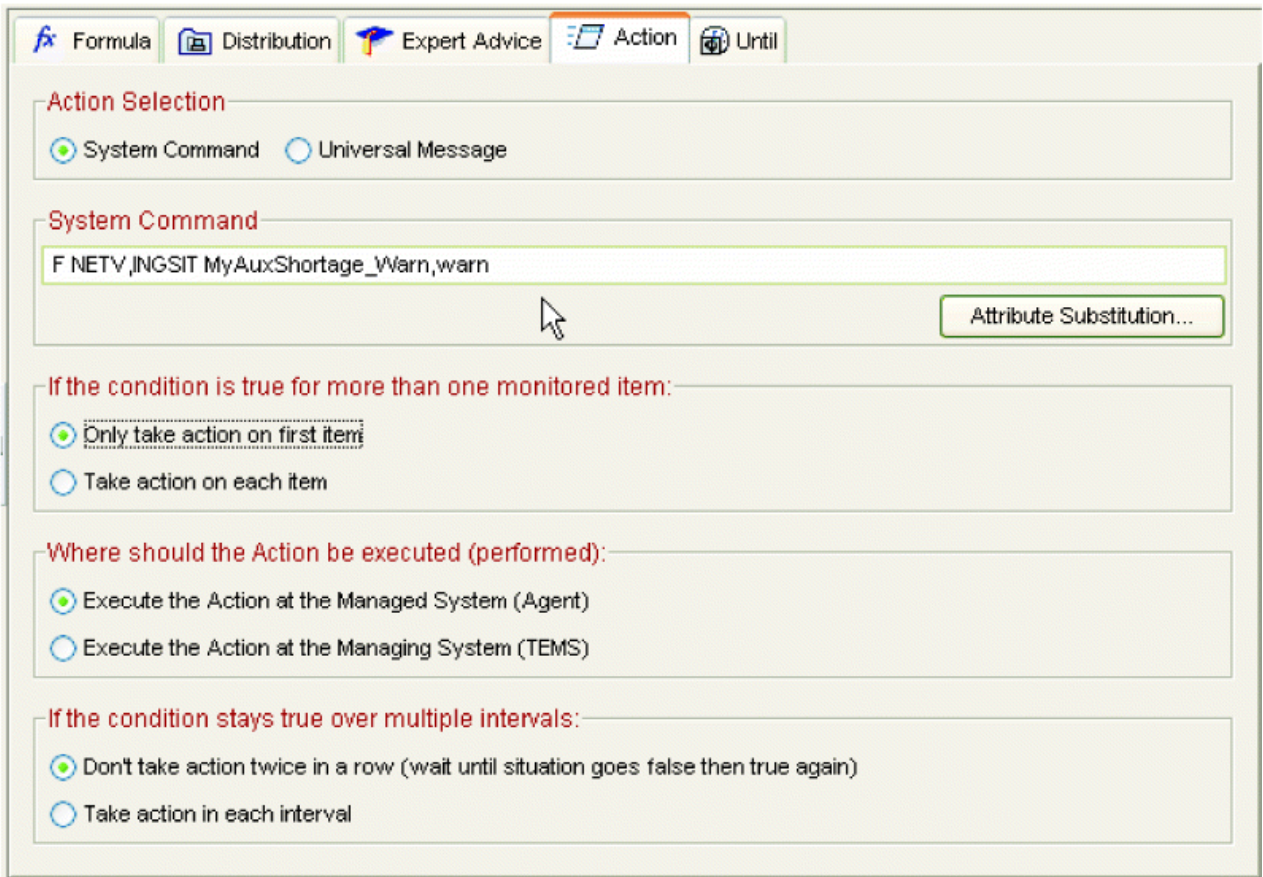 Formula Distribution Expert Advice Action Until
Action Selection
System Command Universal Message
System Command
F NETV,INGSIT MyAuxShortage_Warn,warn
Attribute Substitution...
If the condition is true for more than one monitored item:
Only take action on first item
Take action on each item
Where should the Action be executed (performed):
Execute the Action at the Managed System (Agent)
Execute the Action at the Managing System (TEMS)
If the condition stays true over multiple intervals:
Don't take action twice in a row (wait until situation goes false then true again)
Take action in each interval